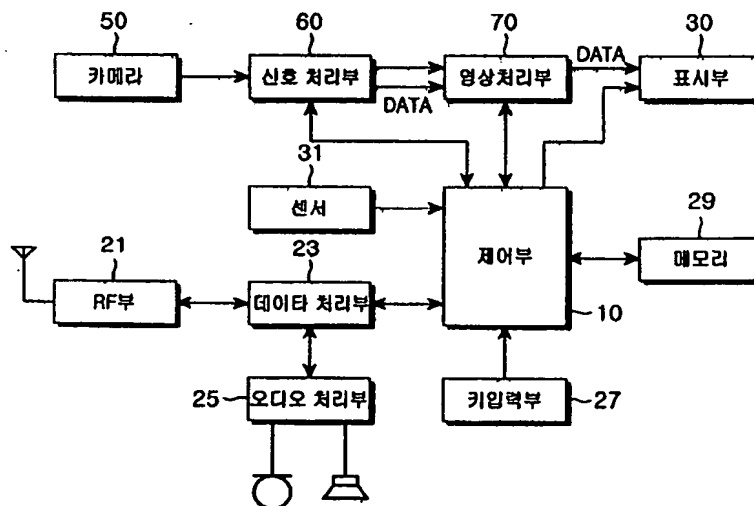 50
60
70
30
카메라
신호 처리부
영상처리부
표시부
DATA
DATA
31
센서
제어부
29
메모리
21
23
RF부
데이타 처리부
10
25
오디오 처리부
키입력부
27